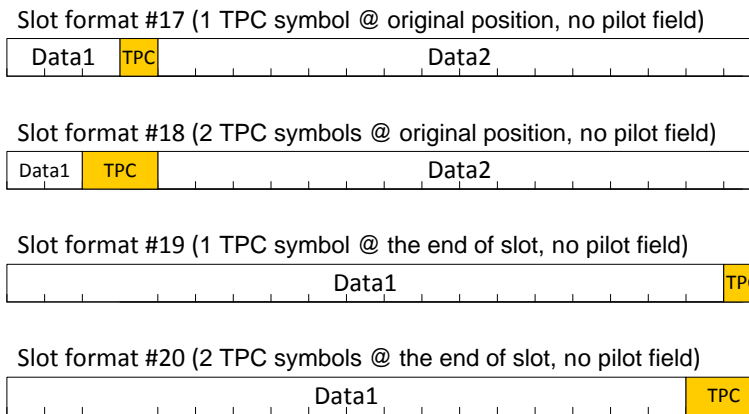 Slot format #17 (1 TPC symbol @ original position, no pilot field)
Data1 TPC Data2
Slot format #18 (2 TPC symbols @ original position, no pilot field)
Data1 TPC Data2
Slot format #19 (1 TPC symbol @ the end of slot, no pilot field)
Data1
Slot format #20 (2 TPC symbols @ the end of slot, no pilot field)
Data1 TPC